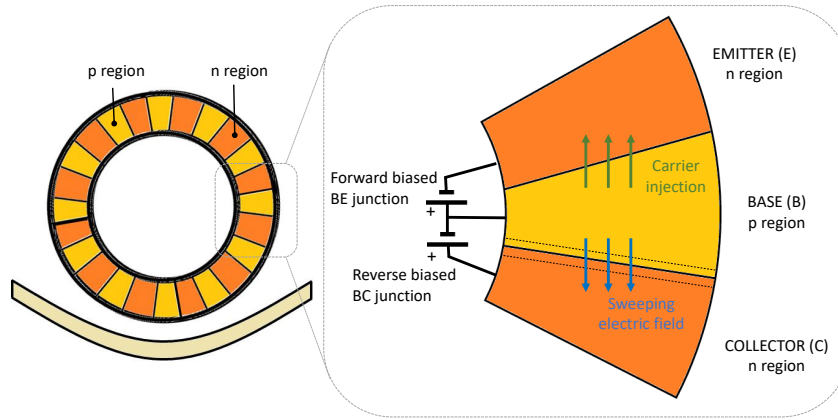 p region
n region
EMITTER (E)
n region
Carrier
injection
Forward biased
BE junction
+
BASE (B)
p region
+
Reverse biased
BC junction
Sweeping
electric field
COLLECTOR (C)
n region